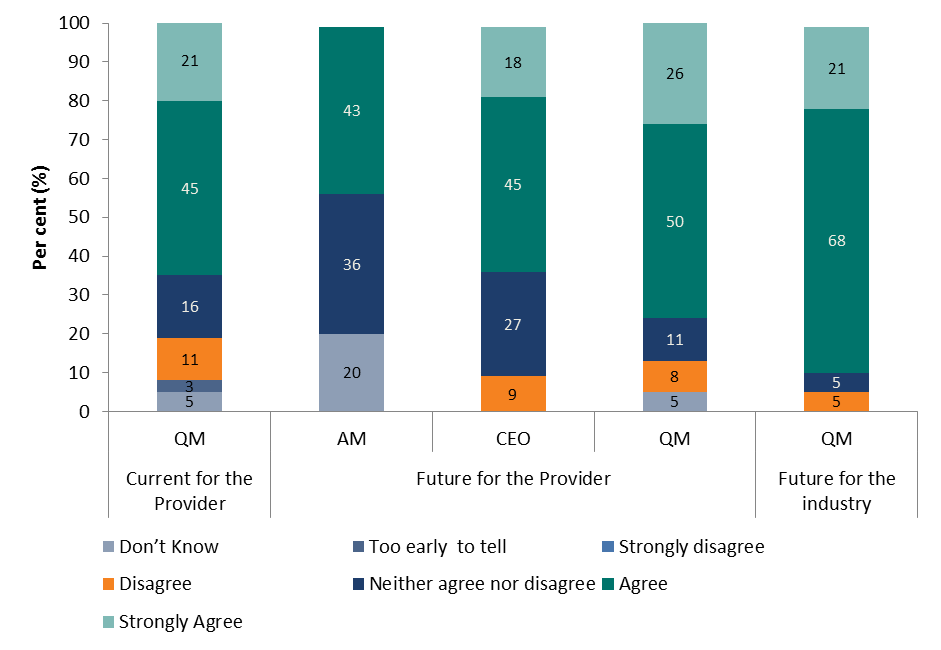 Per cent (%)
100
90
80
70
60
50
40
30
20
10
0
21
45
16
11
3
5
43
36
20
18
45
27
9
26
50
11
8
5
21
68
5
5
QM
AM
CEO
QM
QM
Current for the
Provider
Future for the Provider
Future for the
industry
Don’t Know
Too early to tell
Strongly disagree
Disagree
Neither agree nor disagree
Agree
Strongly Agree